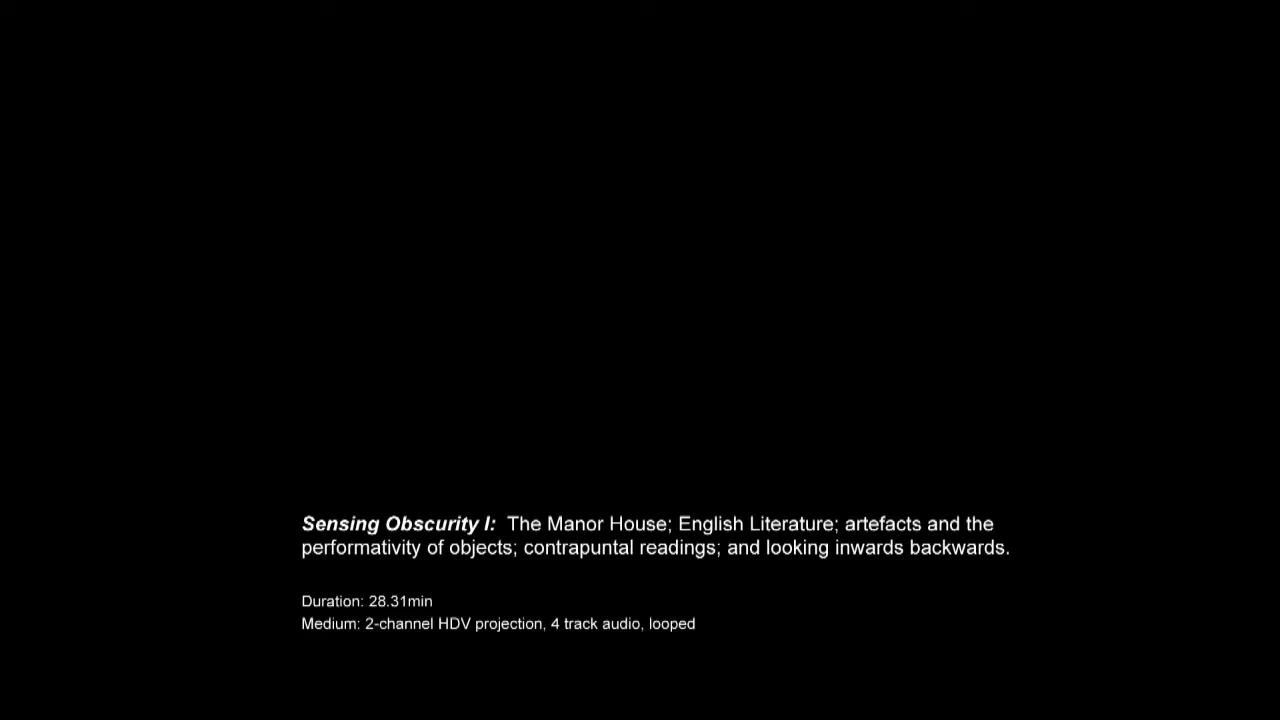 Sensing Obscurity I: The Manor House; English Literature; artefacts and the
performativity of objects; contrapuntal readings; and looking inwards backwards.
Duration: 28.31min
Medium: 2-channel HDV projection, 4 track audio, looped